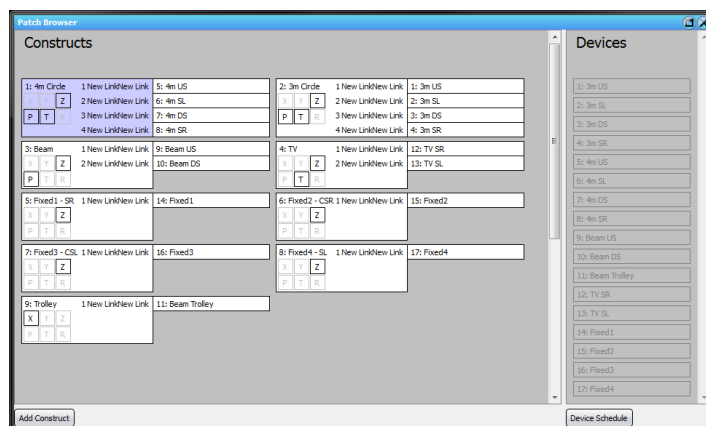 Patch Browser
Constructs
1: 4m Circle 1 New LinkNew Link 5: 4m US
X Y Z 2 New LinkNew Link 6: 4m SL
P T R 3 New LinkNew Link 7: 4m DS
4 New LinkNew Link 8: 4m SR
2: 3m Circle 1 New LinkNew Link 1: 3m US
X Y Z 2 New LinkNew Link 2: 3m SL
P T R 3 New LinkNew Link 3: 3m DS
4 New LinkNew Link 4: 3m SR
3: Beam 1 New LinkNew Link 9: Beam US
X Y Z 2 New LinkNew Link 10: Beam DS
P T R
4: TV 1 New LinkNew Link 12: TV SR
X Y Z 2 New LinkNew Link 13: TV SL
P T R
5: Fixed1 - SR 1 New LinkNew Link 14: Fixed1
X Y Z
P T R
6: Fixed2 - CSR 1 New LinkNew Link 15: Fixed2
X Y Z
P T R
7: Fixed3 - CSL 1 New LinkNew Link 16: Fixed3
X Y Z
P T R
8: Fixed4 - SL 1 New LinkNew Link 17: Fixed4
X Y Z
P T R
9: Trolley 1 New LinkNew Link 11: Beam Trolley
X Y Z
P T R
Add Construct
Devices
1: 3m US
2: 3m SL
3: 3m DS
4: 3m SR
5: 4m US
6: 4m SL
7: 4m DS
8: 4m SR
9: Beam US
10: Beam DS
11: Beam Trolley
12: TV SR
13: TV SL
14: Fixed1
15: Fixed2
16: Fixed3
17: Fixed4
Device Schedule